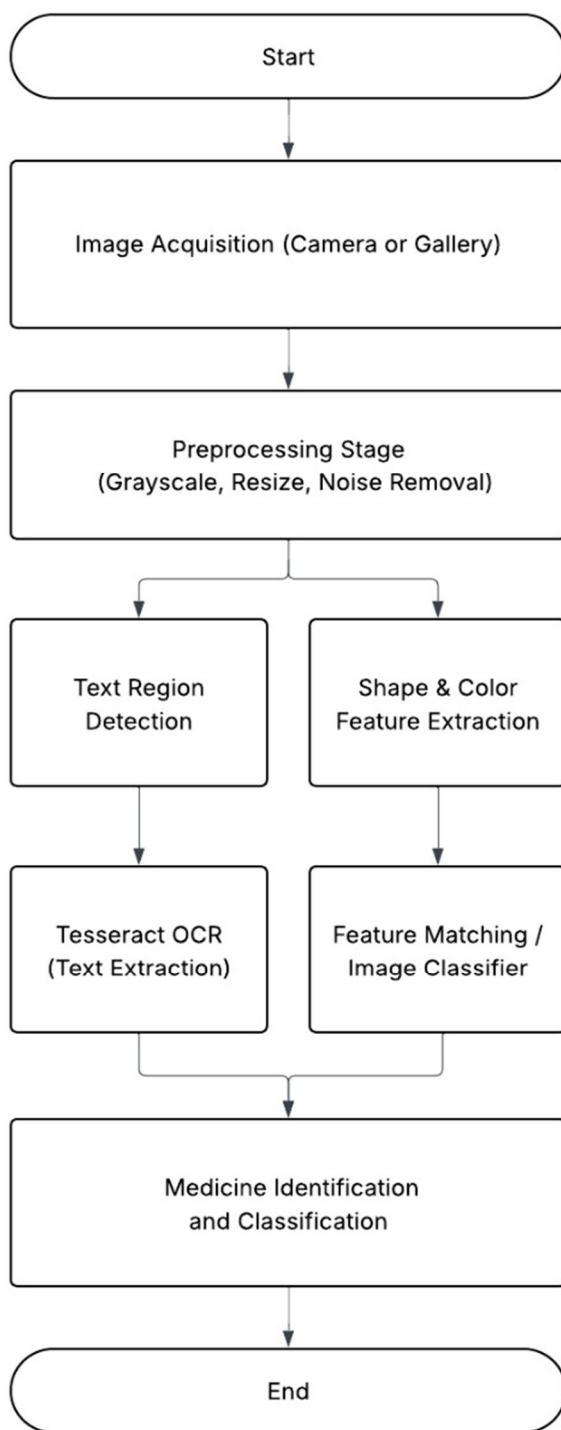 Start
Image Acquisition (Camera or Gallery)
Preprocessing Stage
(Grayscale, Resize, Noise Removal)
Text Region
Detection
Shape & Color
Feature Extraction
Tesseract OCR
(Text Extraction)
Feature Matching /
Image Classifier
Medicine Identification
and Classification
End